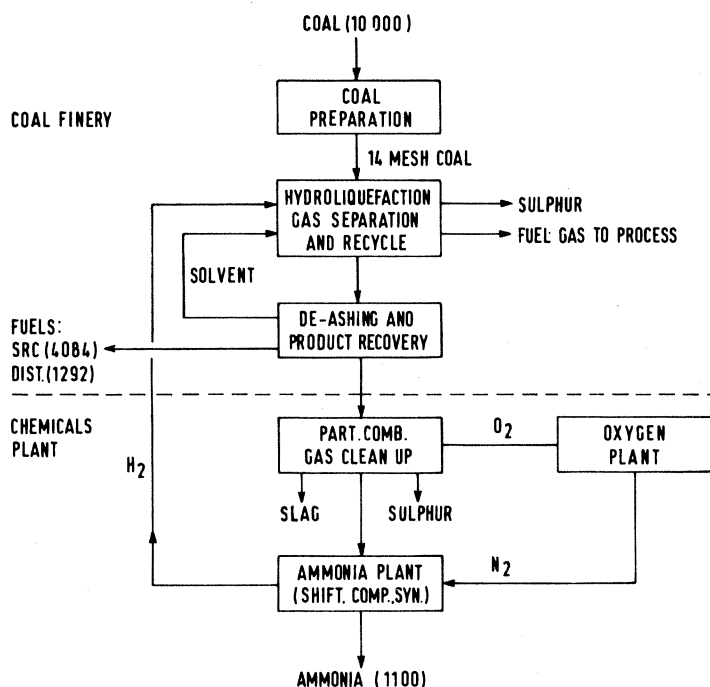 COAL (10 000)
COAL
PREPARATION
COAL FINERY
14 MESH COAL
HYDROLIQUEFACTION
GAS SEPARATION
AND RECYCLE
SULPHUR
FUEL GAS TO PROCESS
SOLVENT
DE-ASHING AND
PRODUCT RECOVERY
FUELS:
SRC (4084)
DIST.(1292)
CHEMICALS
PLANT
H2
PART. COMB.
GAS CLEAN UP
O2
OXYGEN
PLANT
SLAG
SULPHUR
N2
AMMONIA PLANT
(SHIFT, COMP., SYN.)
AMMONIA (1100)